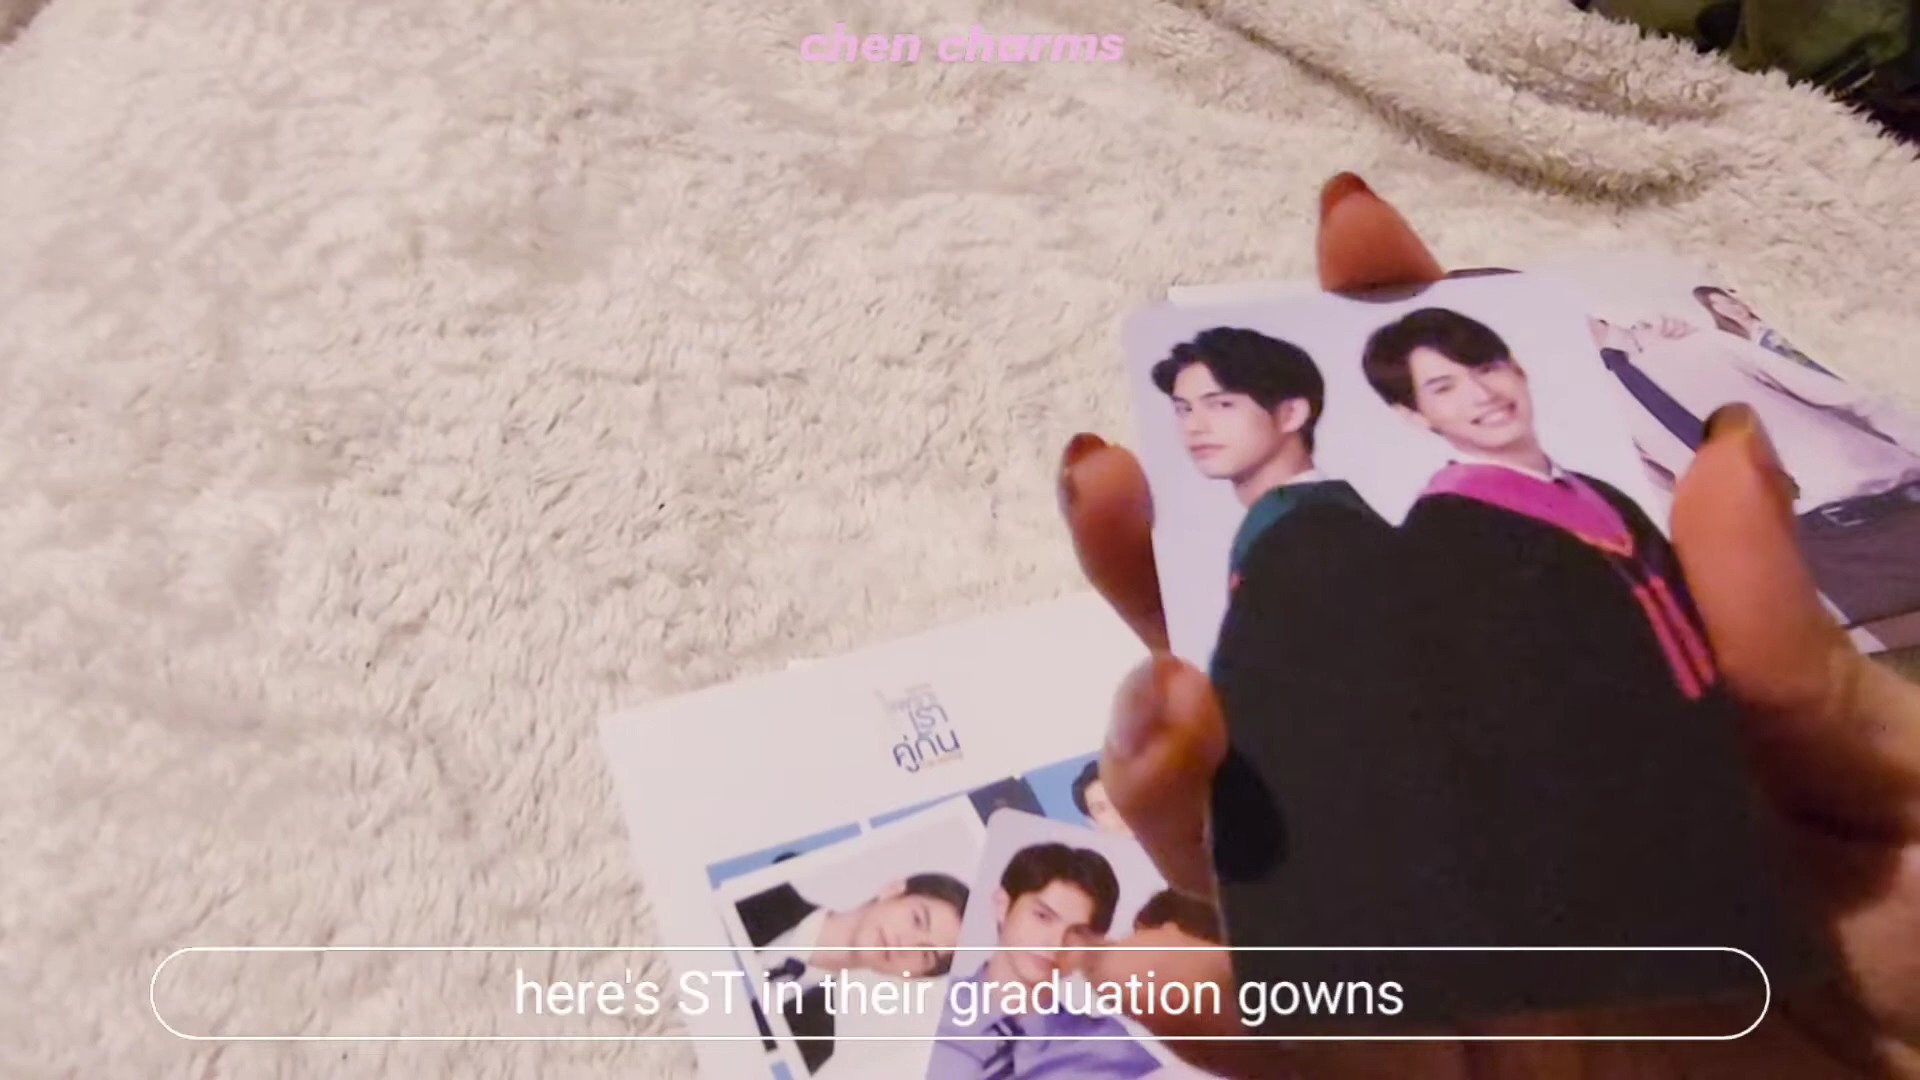 chen charms
เรา
คู่กัน
here's ST in their graduation gowns